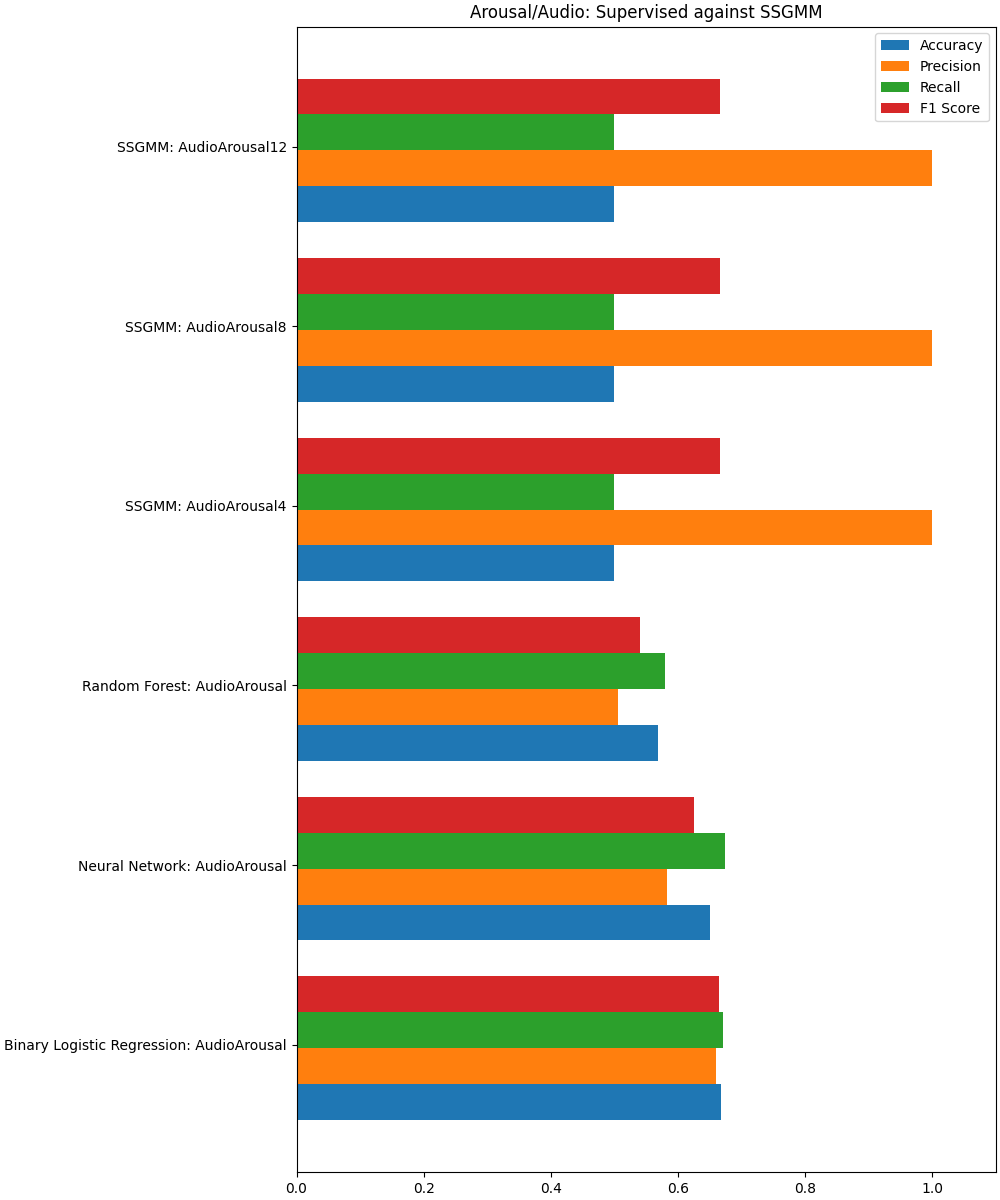 Arousal/Audio: Supervised against SSGMM
Accuracy
Precision
Recall
F1 Score
SSGMM: AudioArousal12
SSGMM: AudioArousal8
SSGMM: AudioArousal4
Random Forest: AudioArousal
Neural Network: AudioArousal
Binary Logistic Regression: AudioArousal
0.0 0.2 0.4 0.6 0.8 1.0